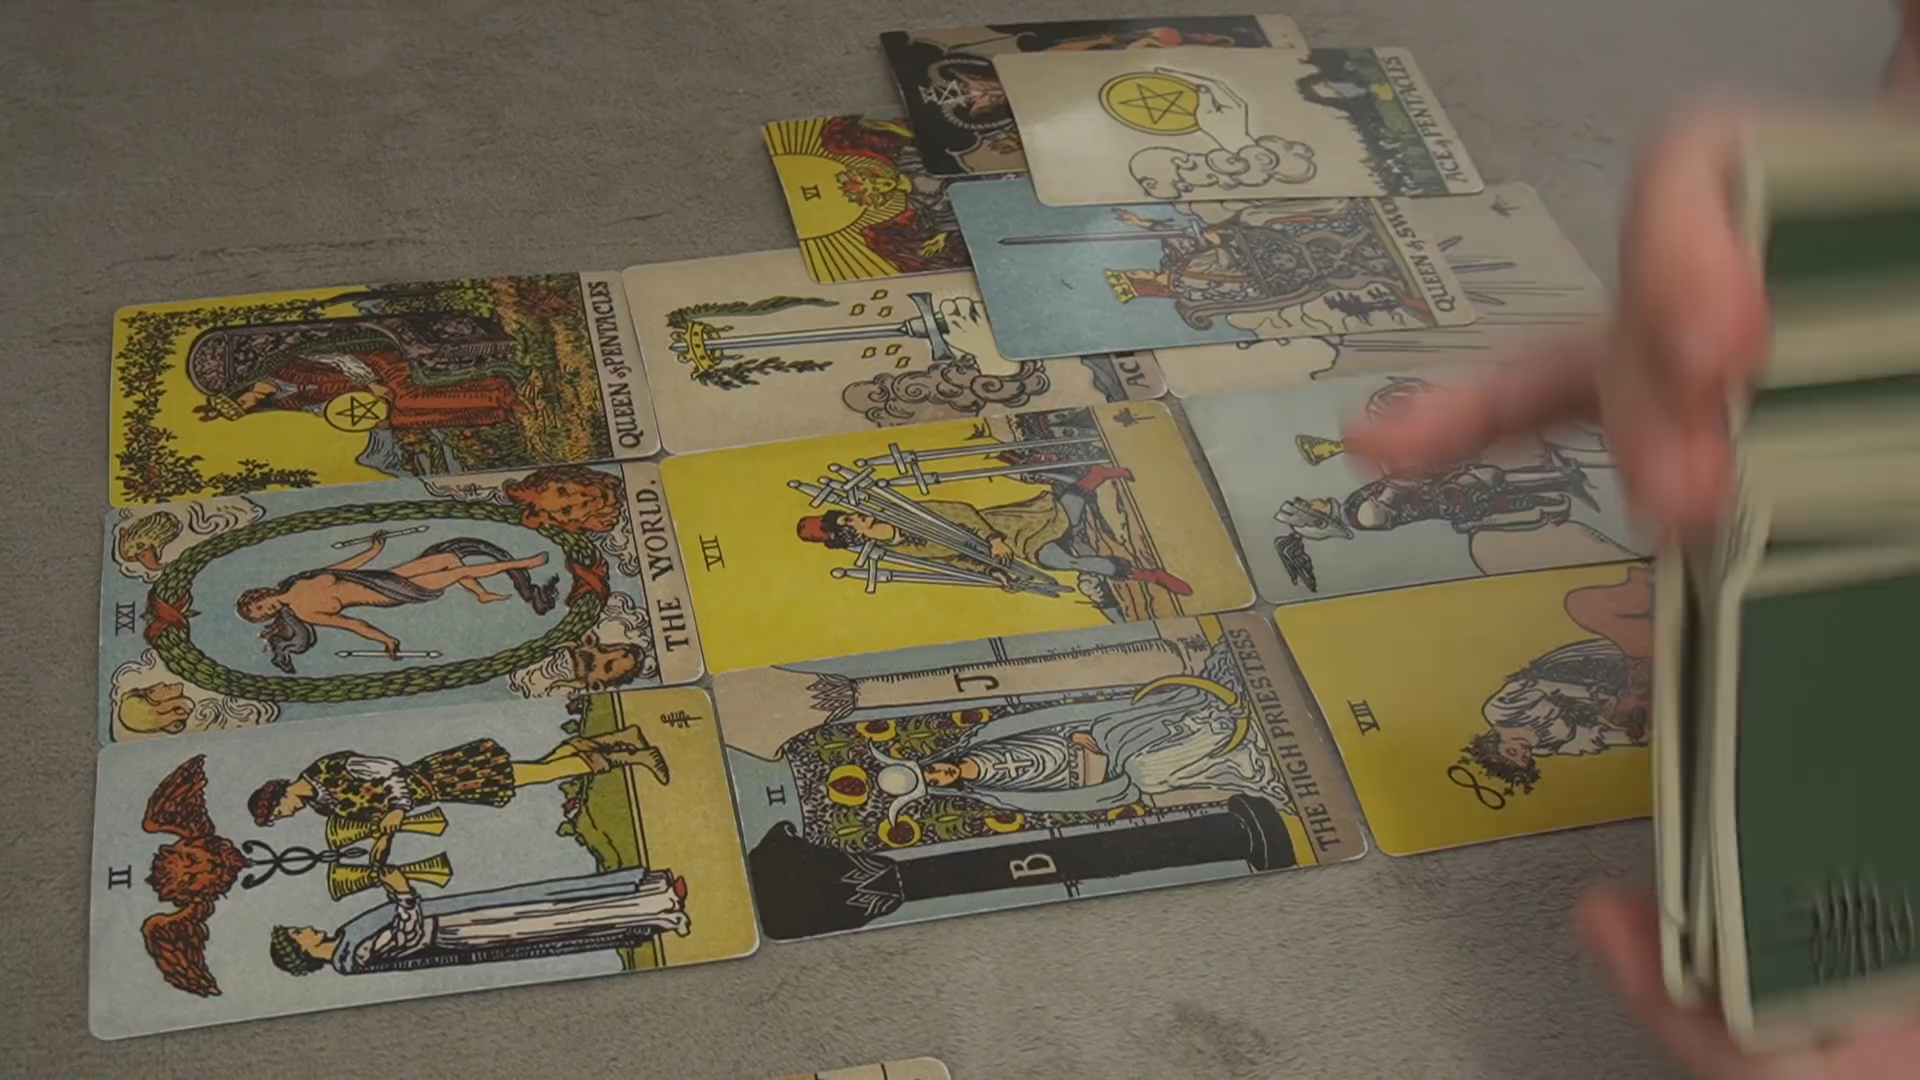 ACE of PENTACLES
VI
QUEEN of SWO
QUEEN of PENTACLES
AC
XXI
THE WORLD.
VII
II
J
B
II
THE HIGH PRIESTESS
VIII